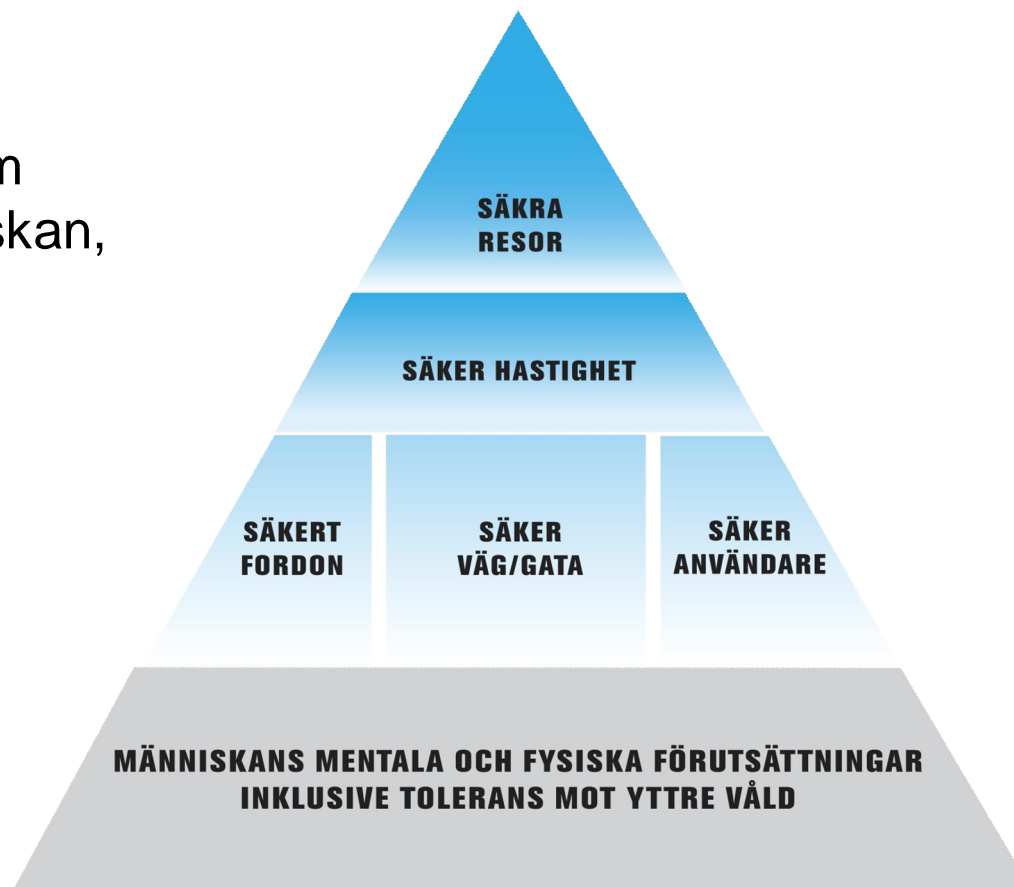 m
skan,
SÄKRA
RESOR
SÄKER HASTIGHET
SÄKERT
FORDON
SÄKER
VÄG/GATA
SÄKER
ANVÄNDARE
MÄNNISKANS MENTALA OCH FYSISKA FÖRUTSÄTTNINGAR
INKLUSIVE TOLERANS MOT YTTRE VÅLD